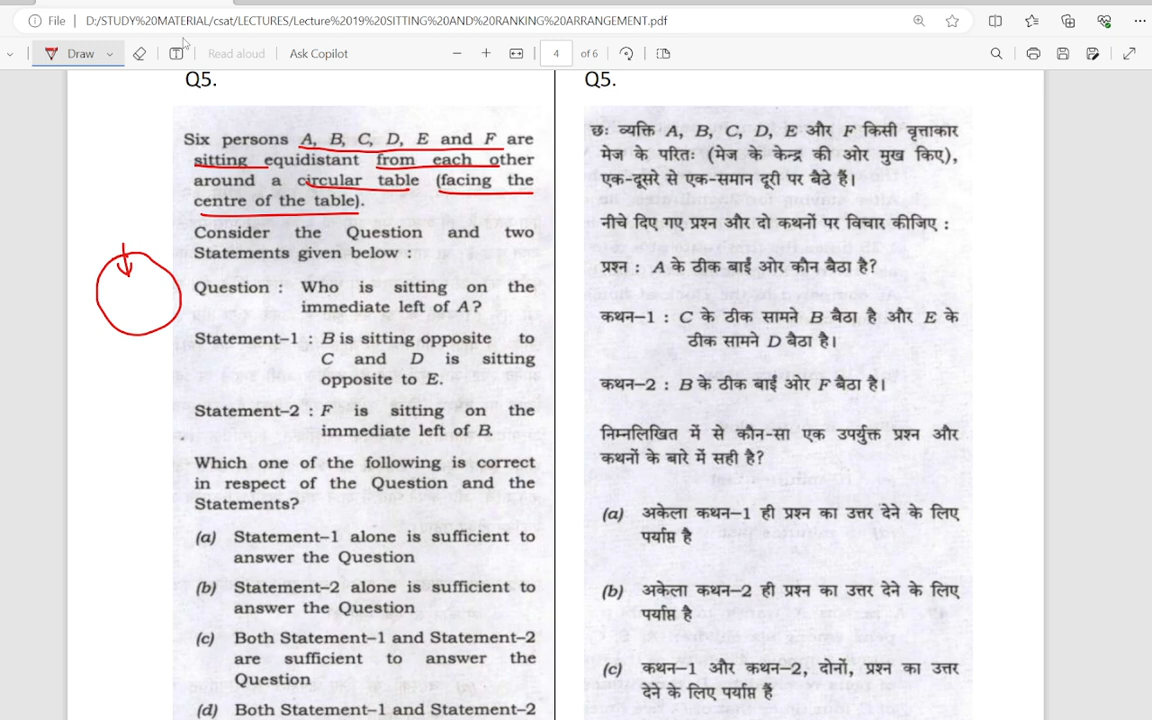 File D:/STUDY%20MATERIAL/csat/LECTURES/Lecture%2019%20SITTING%20AND%20RANKING%20ARRANGEMENT.pdf
Draw Read aloud Ask Copilot 4 of 6
Q5.
Six persons A, B, C, D, E and F are
sitting equidistant from each other
around a circular table (facing the
centre of the table).
Consider the Question and two
Statements given below :
Question : Who is sitting on the
immediate left of A?
Statement–1 : B is sitting opposite to
C and D is sitting
opposite to E.
Statement–2 : F is sitting on the
immediate left of B.
Which one of the following is correct
in respect of the Question and the
Statements?
(a) Statement–1 alone is sufficient to
answer the Question
(b) Statement–2 alone is sufficient to
answer the Question
(c) Both Statement–1 and Statement–2
are sufficient to answer the
Question
(d) Both Statement–1 and Statement–2
Q5.
छः व्यक्ति A, B, C, D, E और F किसी वृत्ताकार
मेज के परितः (मेज के केन्द्र की ओर मुख किए),
एक-दूसरे से एक-समान दूरी पर बैठे हैं।
नीचे दिए गए प्रश्न और दो कथनों पर विचार कीजिए :
प्रश्न : A के ठीक बाईं ओर कौन बैठा है?
कथन–1 : C के ठीक सामने B बैठा है और E के
ठीक सामने D बैठा है।
कथन–2 : B के ठीक बाईं ओर F बैठा है।
निम्नलिखित में से कौन-सा एक उपर्युक्त प्रश्न और
कथनों के बारे में सही है?
(a) अकेला कथन–1 ही प्रश्न का उत्तर देने के लिए
पर्याप्त है
(b) अकेला कथन–2 ही प्रश्न का उत्तर देने के लिए
पर्याप्त है
(c) कथन–1 और कथन–2, दोनों, प्रश्न का उत्तर
देने के लिए पर्याप्त हैं